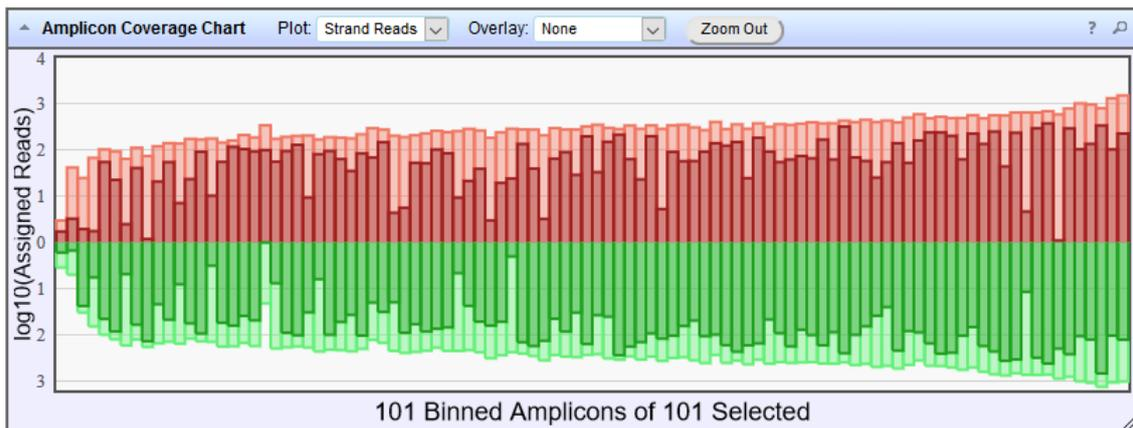 Amplicon Coverage Chart Plot: Strand Reads Overlay: None Zoom Out ?
4
3
2
1
0
1
2
3
log10(Assigned Reads)
101 Binned Amplicons of 101 Selected